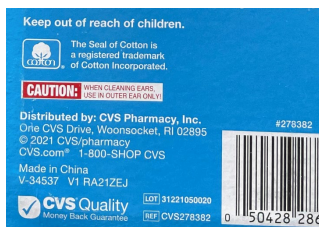 Keep out of reach of children.
cotton
The Seal of Cotton is
a registered trademark
of Cotton Incorporated.
CAUTION: WHEN CLEANING EARS,
USE IN OUTER EAR ONLY!
Distributed by: CVS Pharmacy, Inc.
One CVS Drive, Woonsocket, RI 02895
© 2021 CVS/pharmacy
CVS.com® 1-800-SHOP CVS
Made in China
V-34537 V1 RA21ZEJ
#278382
CVS Quality
Money Back Guarantee
LOT 31221050020
REF CVS278382
0 50428 286